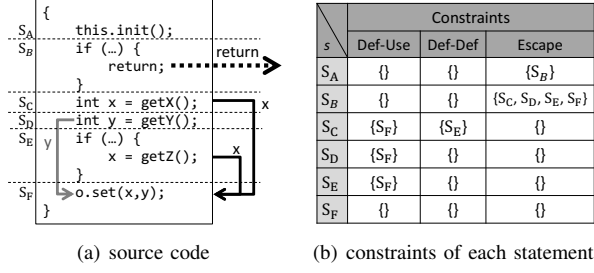 {
S_A this.init();
S_B if (…) {
return;
return
}
S_C int x = getX();
x
S_D int y = getY();
S_E if (…) {
y
x
x = getZ();
}
S_F o.set(x,y);
}
(a) source code
Constraints
s Def-Use Def-Def Escape
S_A {} {} {S_B}
S_B {} {} {S_C, S_D, S_E, S_F}
S_C {S_F} {S_E} {}
S_D {S_F} {} {}
S_E {S_F} {} {}
S_F {} {} {}
(b) constraints of each statement